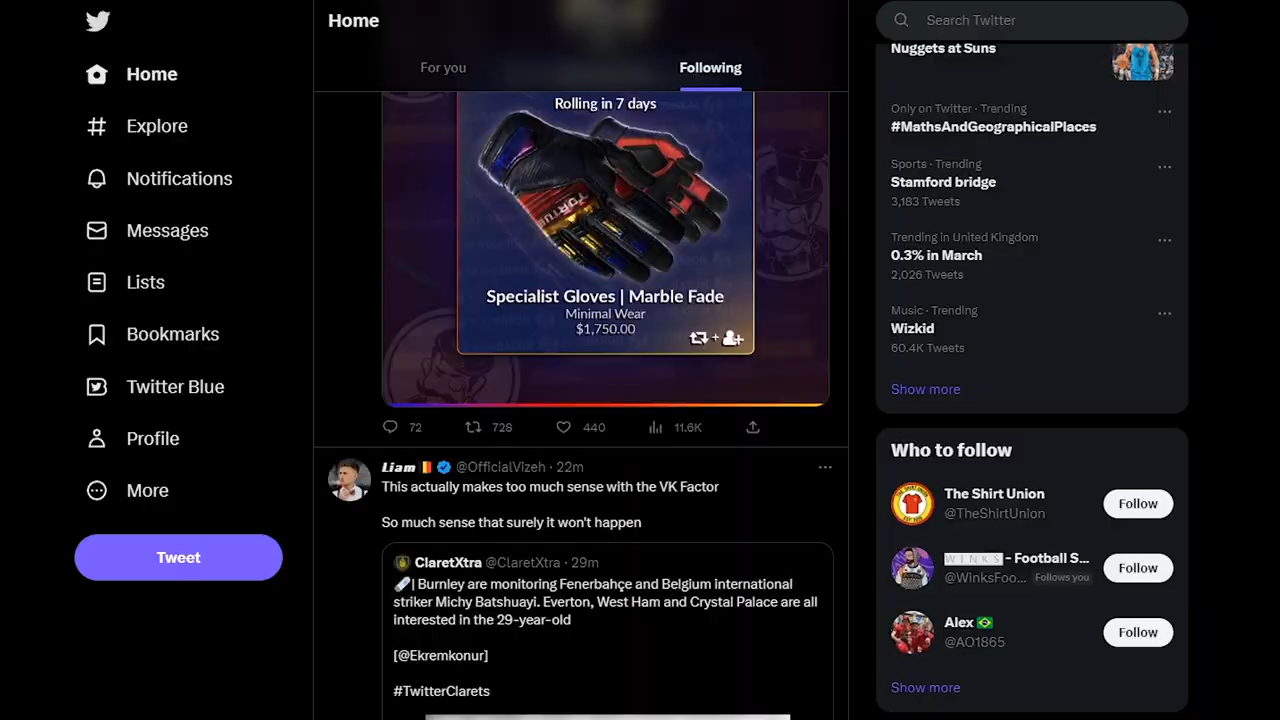 Home
Search Twitter
For you
Following
Home
Explore
Notifications
Messages
Lists
Bookmarks
Twitter Blue
Profile
More
Tweet
Rolling in 7 days
TORTUE
Specialist Gloves | Marble Fade
Minimal Wear
$1,750.00
72
728
440
11.6K
Liam 🇧🇪 @OfficialVizeh · 22m
This actually makes too much sense with the VK Factor
So much sense that surely it won't happen
ClaretXtra @ClaretXtra · 29m
🗞️| Burnley are monitoring Fenerbahçe and Belgium international
striker Michy Batshuayi. Everton, West Ham and Crystal Palace are all
interested in the 29-year-old
[@Ekremkonur]
#TwitterClarets
Nuggets at Suns
Only on Twitter · Trending
#MathsAndGeographicalPlaces
Sports · Trending
Stamford bridge
3,183 Tweets
Trending in United Kingdom
0.3% in March
2,026 Tweets
Music · Trending
Wizkid
60.4K Tweets
Show more
Who to follow
The Shirt Union
@TheShirtUnIon
Follow
WINKS - Football S...
@WinksFoo... Follows you
Follow
Alex 🇧🇷
@AO1865
Follow
Show more